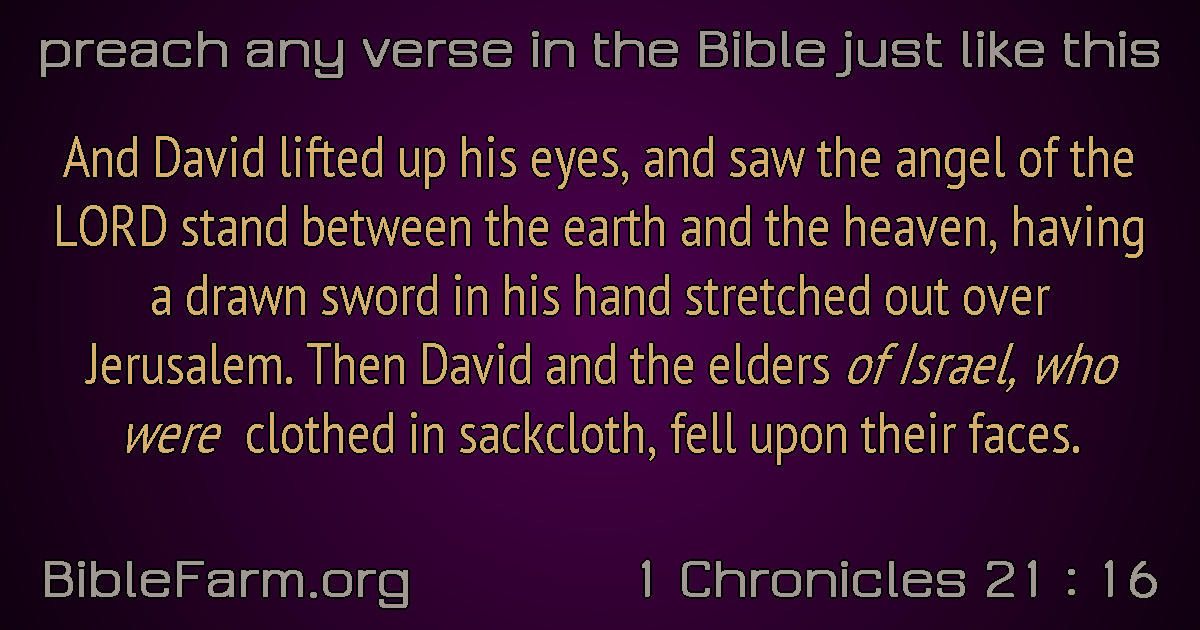 preach any verse in the Bible just like this
And David lifted up his eyes, and saw the angel of the
LORD stand between the earth and the heaven, having
a drawn sword in his hand stretched out over
Jerusalem. Then David and the elders of Israel, who
were clothed in sackcloth, fell upon their faces.
BibleFarm.org
1 Chronicles 21 : 16